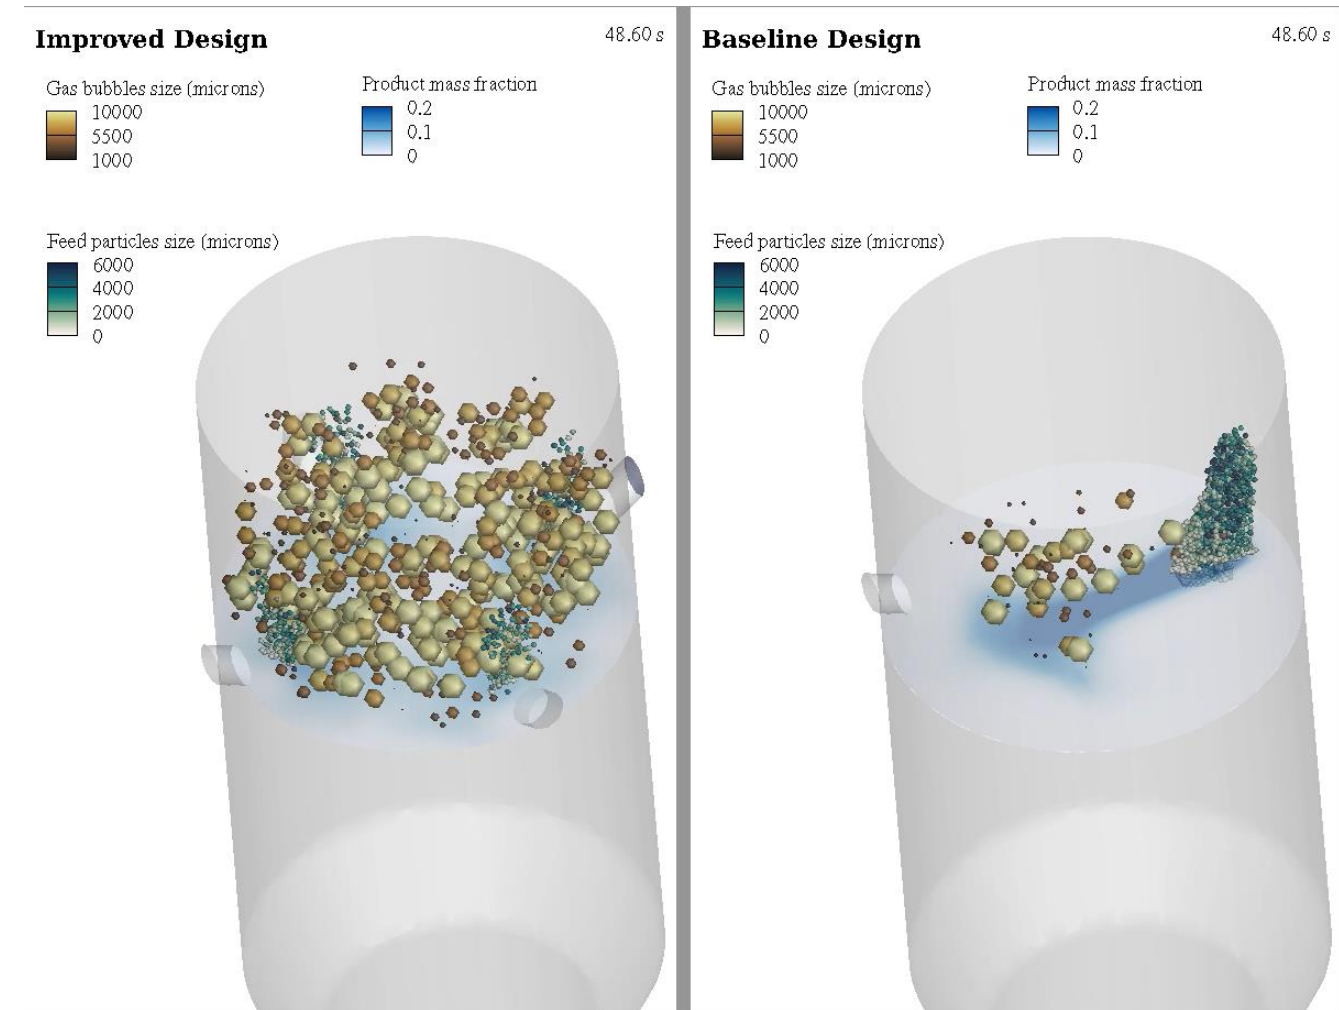 Improved Design
48.60 s
Gas bubbles size (microns)
10000
5500
1000
Product mass fraction
0.2
0.1
0
Feed particles size (microns)
6000
4000
2000
0
Baseline Design
48.60 s
Gas bubbles size (microns)
10000
5500
1000
Product mass fraction
0.2
0.1
0
Feed particles size (microns)
6000
4000
2000
0